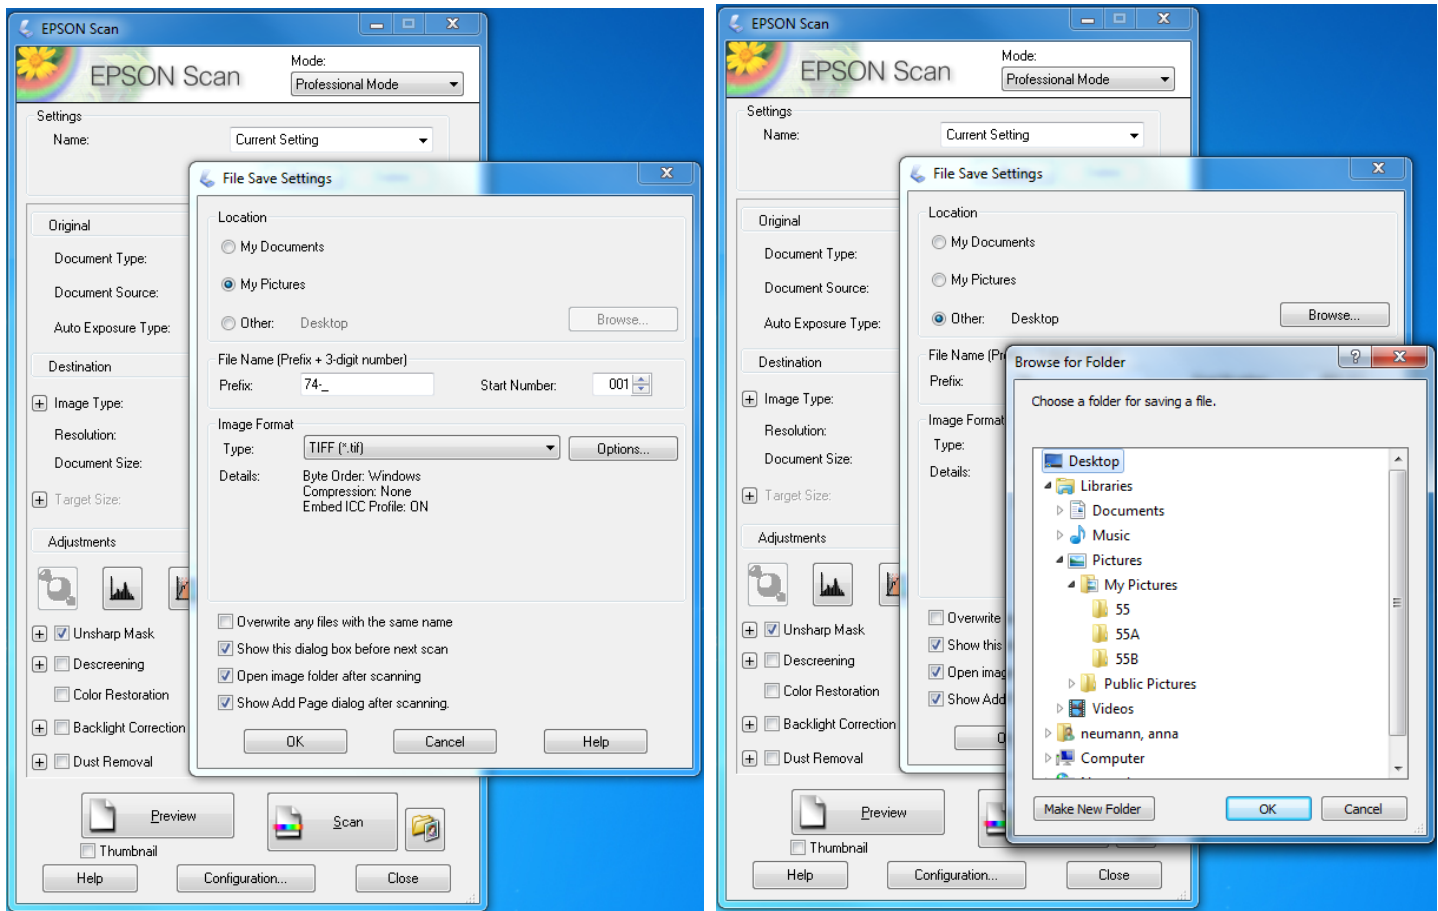 EPSON Scan
EPSON Scan
Mode:
Professional Mode
Settings
Name: Current Setting
File Save Settings
Original
Document Type:
Document Source:
Auto Exposure Type:
Destination
Image Type:
Resolution:
Document Size:
Target Size:
Adjustments
Unsharp Mask
Descreening
Color Restoration
Backlight Correction
Dust Removal
Location
My Documents
My Pictures
Other: Desktop Browse...
File Name (Prefix + 3-digit number)
Prefix: 74-_ Start Number: 001
Image Format
Type: TIFF (*.tif) Options...
Details: Byte Order: Windows
Compression: None
Embed ICC Profile: ON
Overwrite any files with the same name
Show this dialog box before next scan
Open image folder after scanning
Show Add Page dialog after scanning.
OK Cancel Help
Preview Scan
Thumbnail
Help Configuration... Close
EPSON Scan
EPSON Scan
Mode:
Professional Mode
Settings
Name: Current Setting
File Save Settings
Original
Document Type:
Document Source:
Auto Exposure Type:
Destination
Image Type:
Resolution:
Document Size:
Target Size:
Adjustments
Unsharp Mask
Descreening
Color Restoration
Backlight Correction
Dust Removal
Location
My Documents
My Pictures
Other: Desktop Browse...
File Name
Prefix:
Image Format
Type:
Details:
Overwrite
Show this
Open
Show Add
Browse for Folder
Choose a folder for saving a file.
Desktop
Libraries
Documents
Music
Pictures
My Pictures
55
55A
55B
Public Pictures
Videos
neumann, anna
Computer
Make New Folder OK Cancel
Preview
Thumbnail
Help Configuration... Close